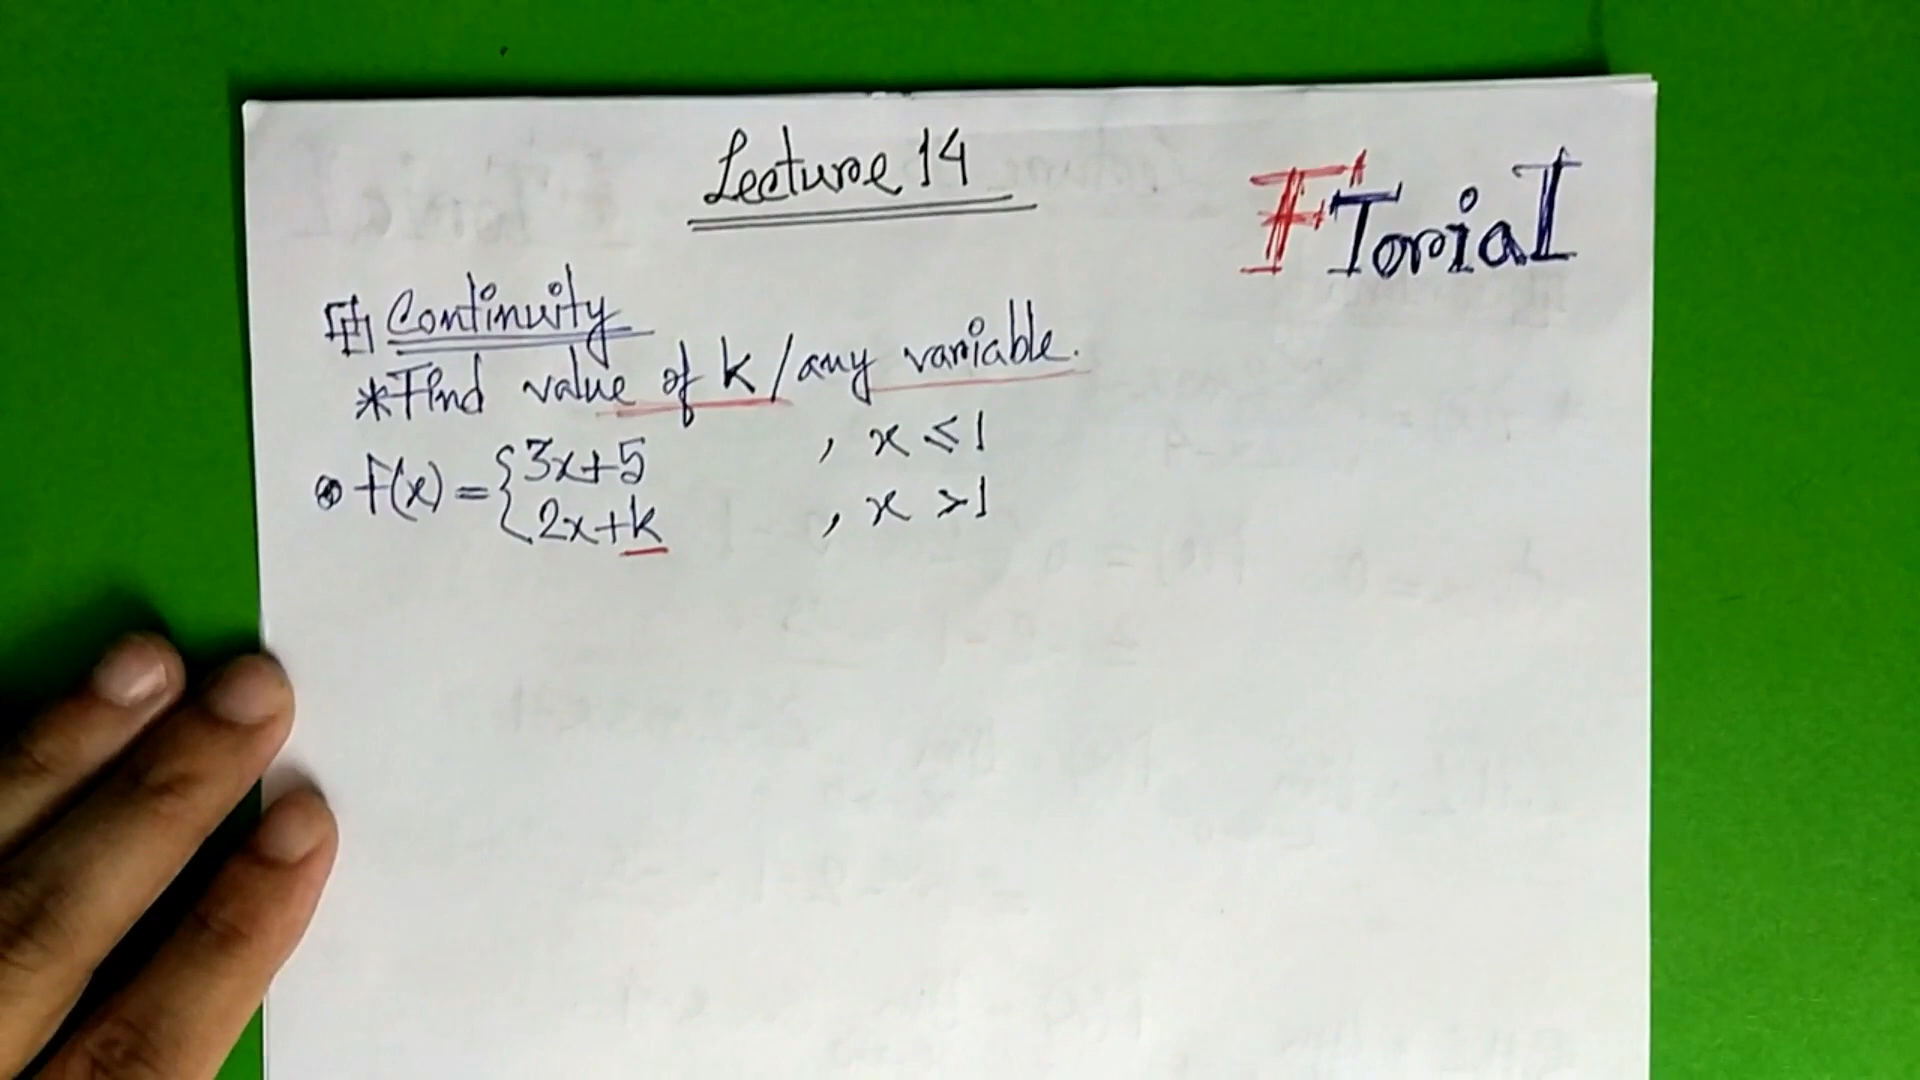 Lecture 14
FTorial
Continuity
*Find value of k / any variable.
f(x) = { 3x+5 , x ≤ 1
2x+k , x > 1